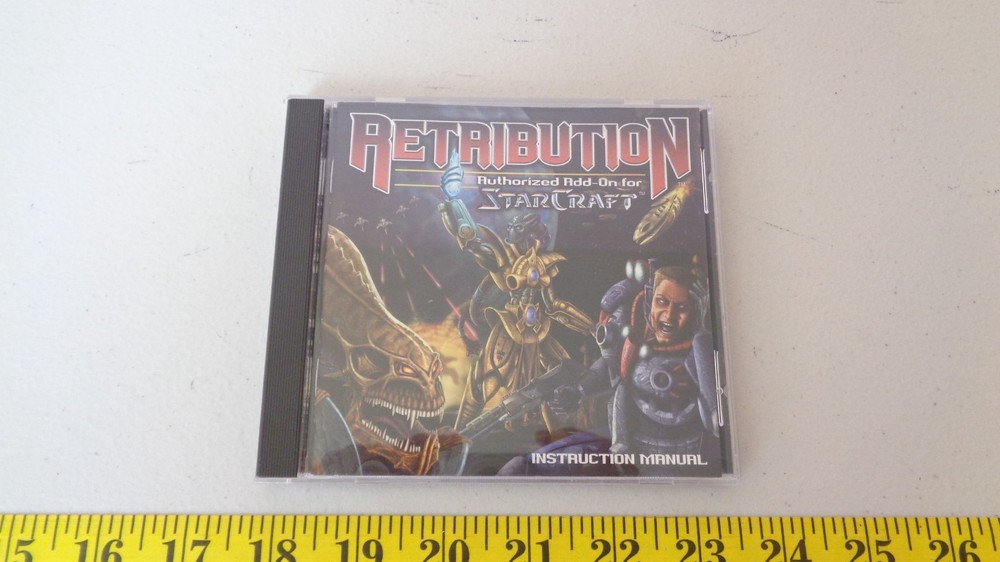 RETRIBUTION
Authorized Add-On for
STARCRAFT™
INSTRUCTION MANUAL
15 16 17 18 19 20 21 22 23 24 25 26